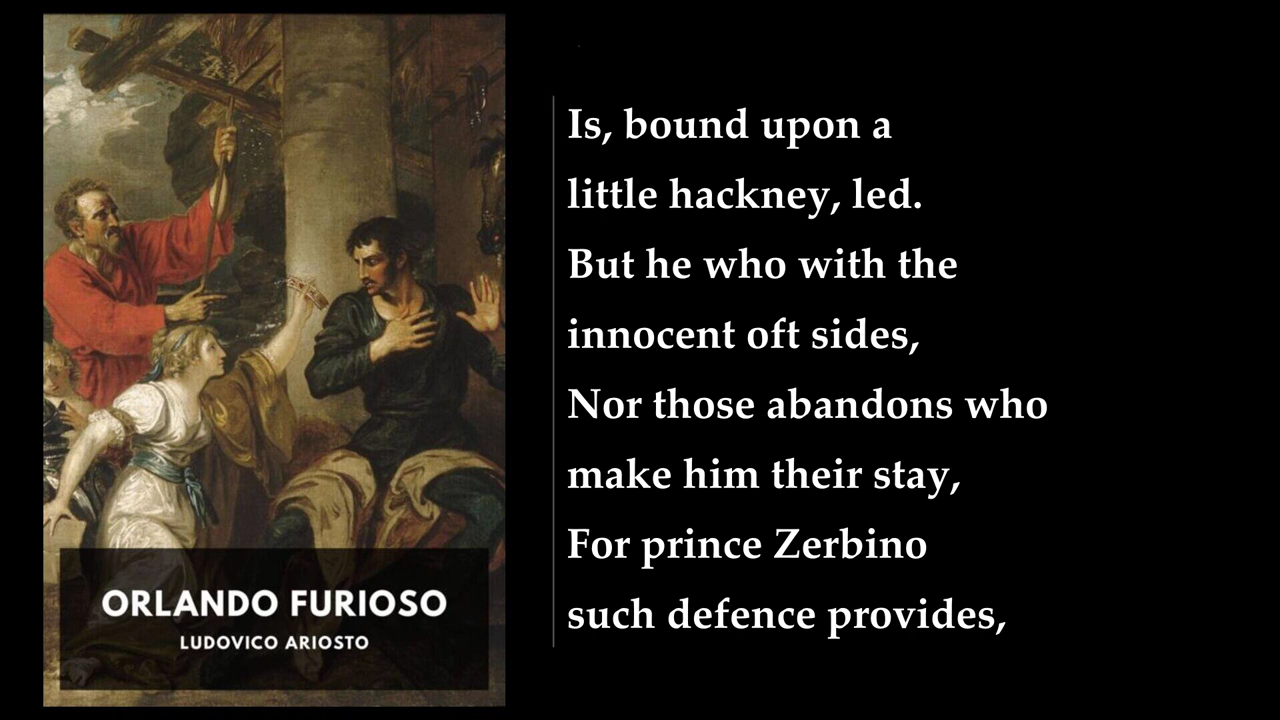 ORLANDO FURIOSO
LUDOVICO ARIOSTO
Is, bound upon a
little hackney, led.
But he who with the
innocent oft sides,
Nor those abandons who
make him their stay,
For prince Zerbino
such defence provides,